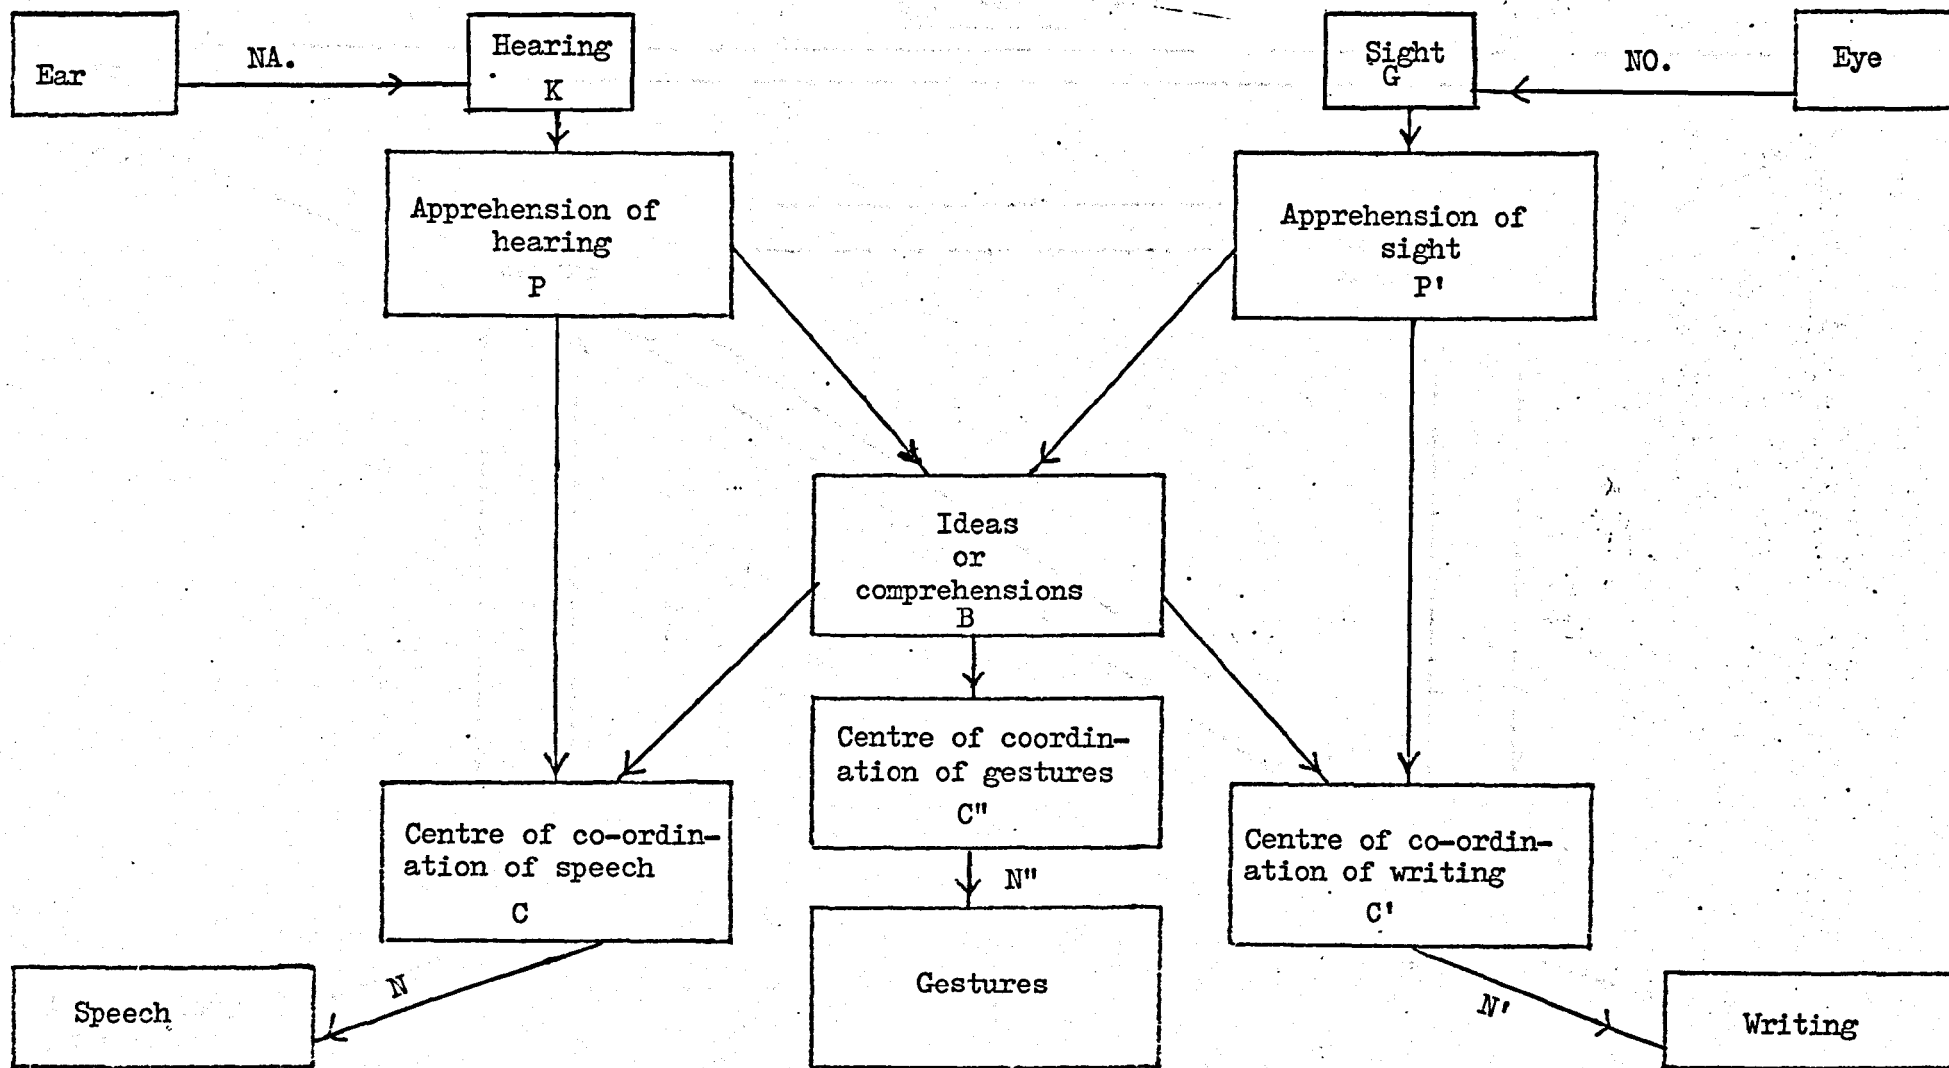 Ear
NA.
Hearing
K
Sight
G
NO.
Eye
Apprehension of
hearing
P
Apprehension of
sight
P'
Ideas
or
comprehensions
B
Centre of coordin-
ation of gestures
C"
Centre of co-ordin-
ation of speech
C
Centre of co-ordin-
ation of writing
C'
N"
N
N'
Speech
Gestures
Writing